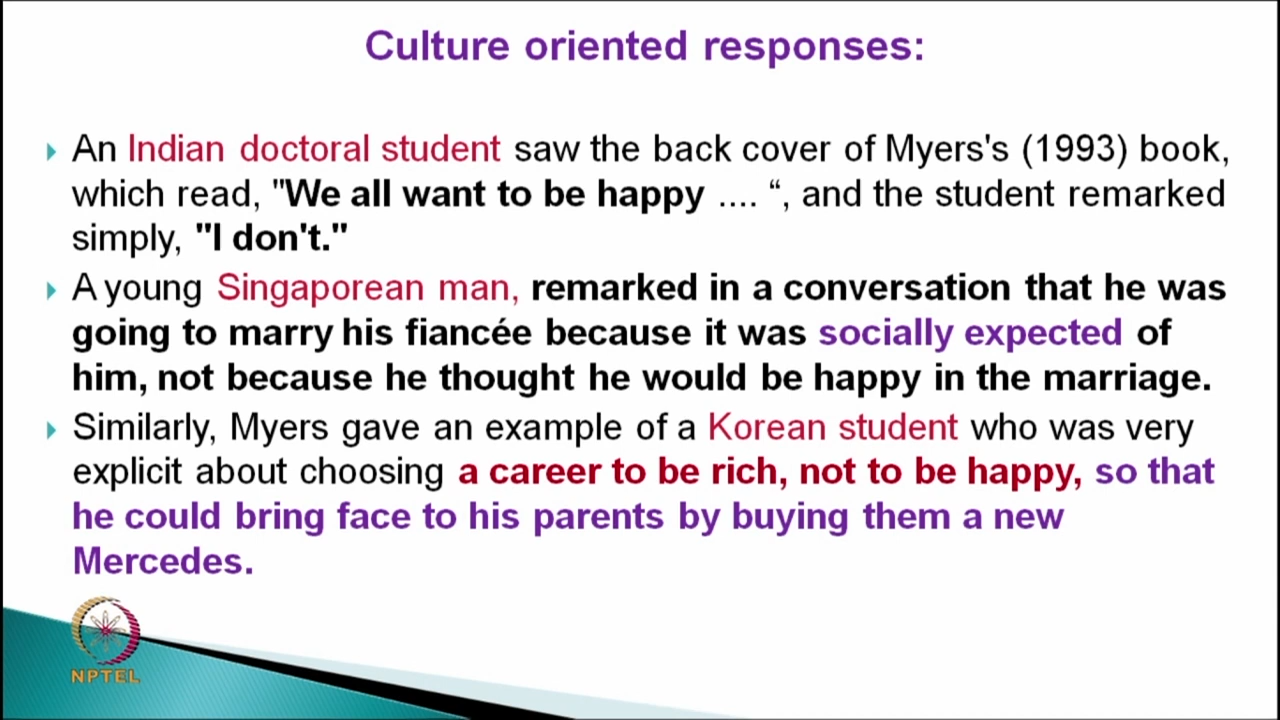 Culture oriented responses:
An Indian doctoral student saw the back cover of Myers's (1993) book,
which read, "We all want to be happy .... “, and the student remarked
simply, "I don't."
A young Singaporean man, remarked in a conversation that he was
going to marry his fiancée because it was socially expected of
him, not because he thought he would be happy in the marriage.
Similarly, Myers gave an example of a Korean student who was very
explicit about choosing a career to be rich, not to be happy, so that
he could bring face to his parents by buying them a new
Mercedes.
NPTEL